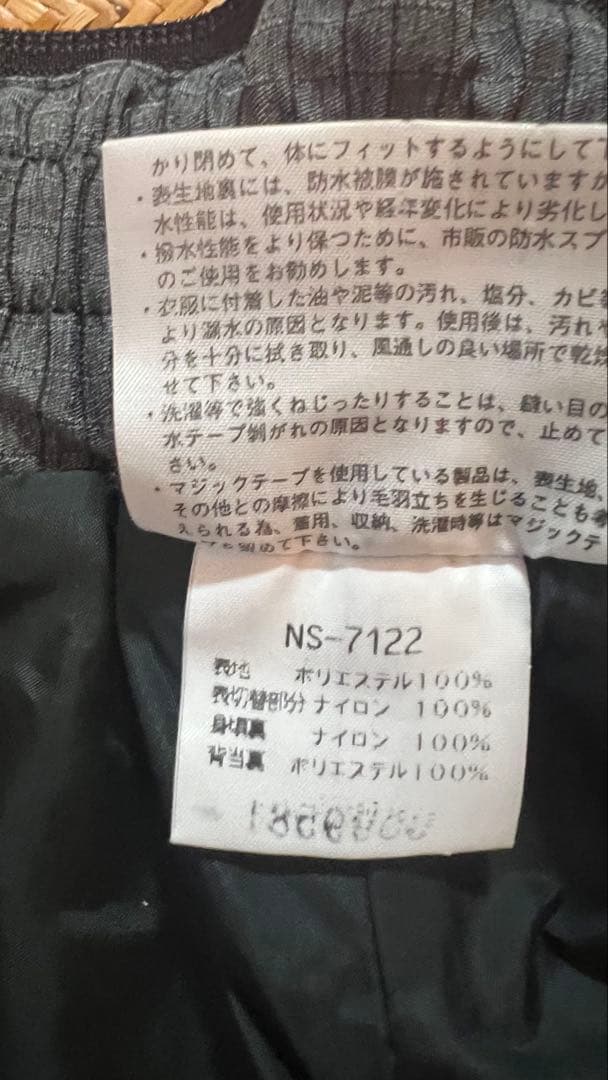 かり閉めて、体にフィットするようにして下
・表生地裏には、防水被膜が施されていますが
水性能は、使用状況や経年変化により劣化し
・撥水性能をより保つために、市販の防水スプ
のご使用をお勧めします。
・衣服に付着した油や泥等の汚れ、塩分、カビ等
より漏水の原因となります。使用後は、汚れや
分を十分に拭き取り、風通しの良い場所で乾燥
せて下さい。
・洗濯等で強くねじったりすることは、縫い目の
水テープ剝がれの原因となりますので、止めて
さい。
・マジックテープを使用している製品は、表生地、
その他との摩擦により毛羽立ちを生じることも考
えられる為、着用、収納、洗濯時等はマジックテ
留めて下さい。
NS-7122
表地 ポリエステル100%
表切替部分 ナイロン 100%
身頃裏 ナイロン 100%
背当裏 ポリエステル100%